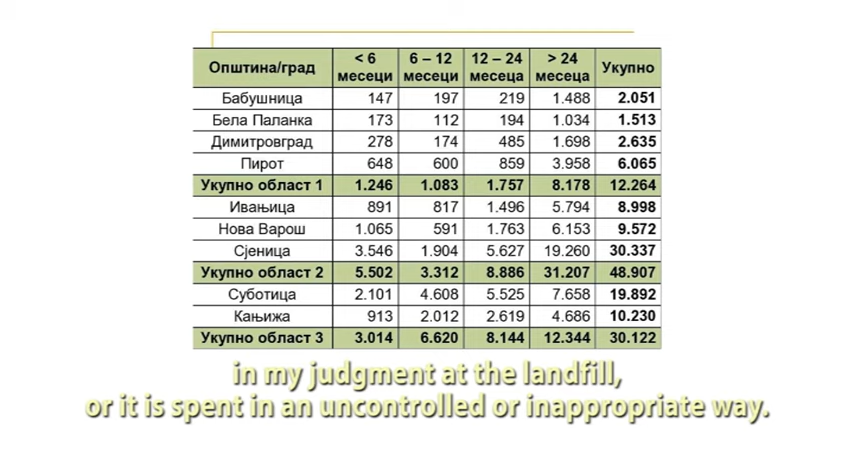 Општина/град < 6 месеци 6 – 12 месеци 12 – 24 месеца > 24 месеца Укупно
Бабушница 147 197 219 1.488 2.051
Бела Паланка 173 112 194 1.034 1.513
Димитровград 278 174 485 1.698 2.635
Пирот 648 600 859 3.958 6.065
Укупно област 1 1.246 1.083 1.757 8.178 12.264
Ивањица 891 817 1.496 5.794 8.998
Нова Варош 1.065 591 1.763 6.153 9.572
Сјеница 3.546 1.904 5.627 19.260 30.337
Укупно област 2 5.502 3.312 8.886 31.207 48.907
Суботица 2.101 4.608 5.525 7.658 19.892
Кањижа 913 2.012 2.619 4.686 10.230
Укупно област 3 3.014 6.620 8.144 12.344 30.122
in my judgment at the landfill,
or it is spent in an uncontrolled or inappropriate way.